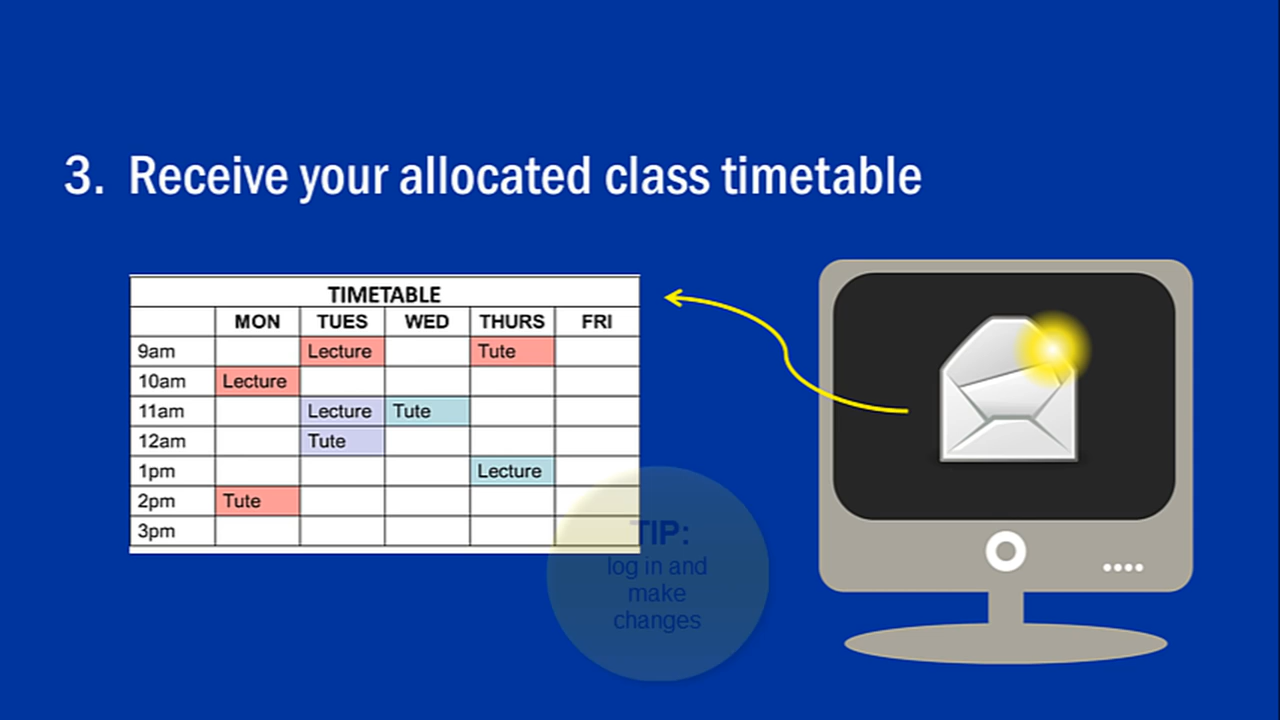 3. Receive your allocated class timetable
TIMETABLE
MON TUES WED THURS FRI
9am Lecture Tute
10am Lecture
11am Lecture Tute
12am Tute
1pm Lecture
2pm Tute
3pm
TIP:
log in and
make
changes